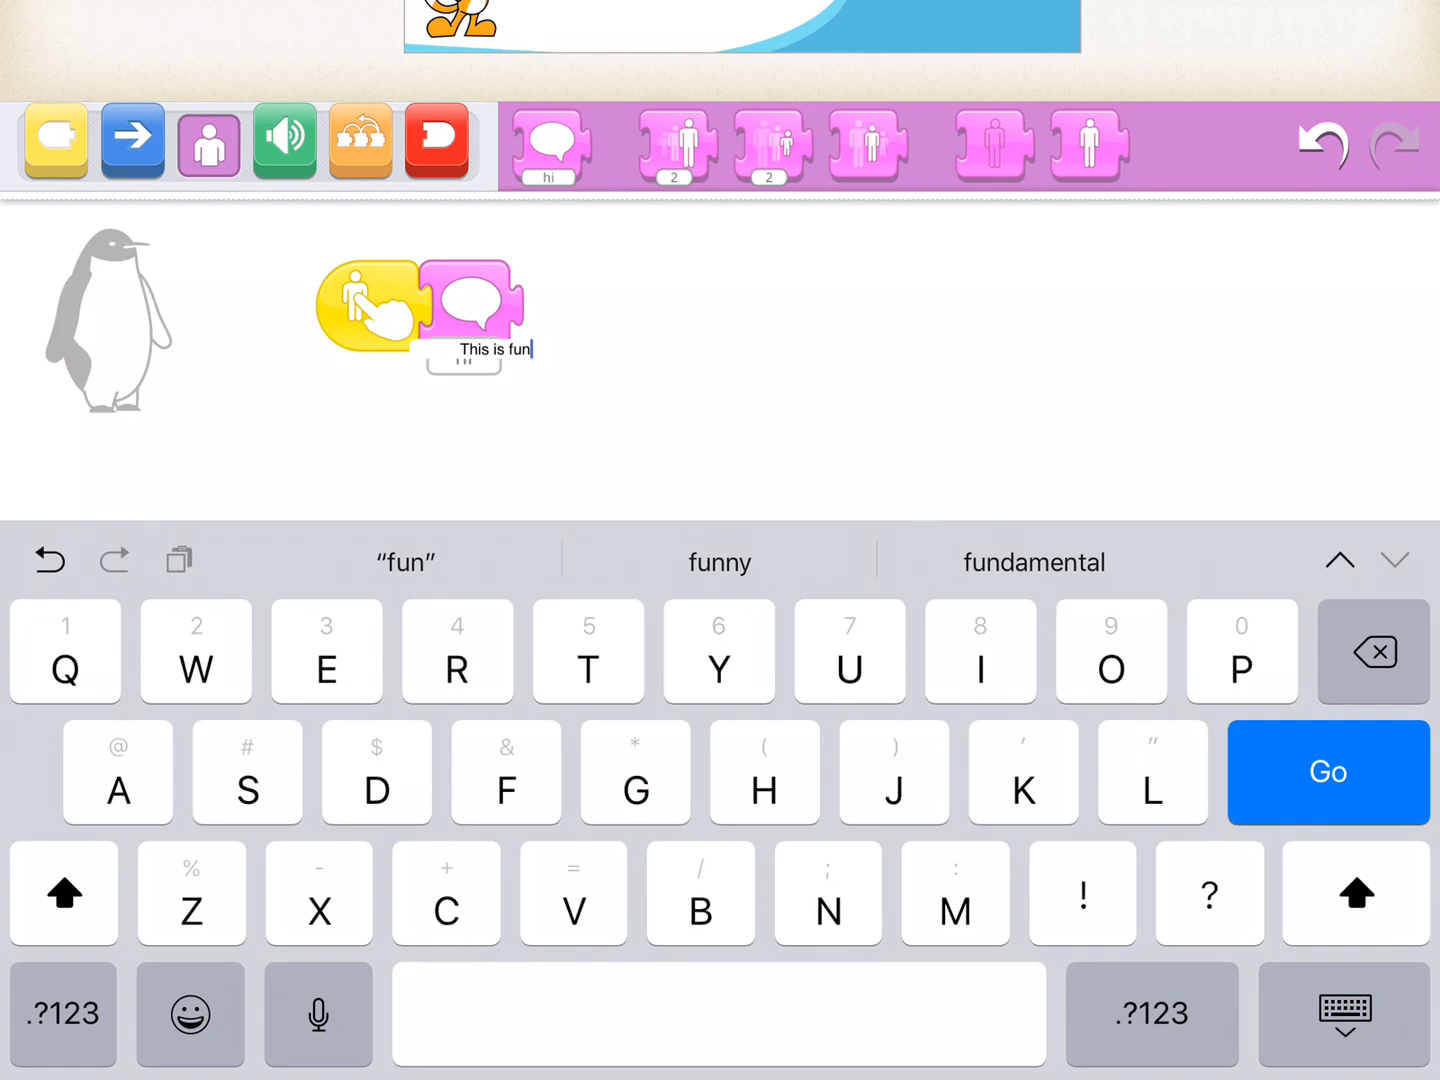 hi
2
2
This is fun
“fun” funny fundamental
1 2 3 4 5 6 7 8 9 0
Q W E R T Y U I O P
@ # $ & * ( ) ' "
A S D F G H J K L Go
% - + = / ; :
Z X C V B N M ! ?
.?123 .?123